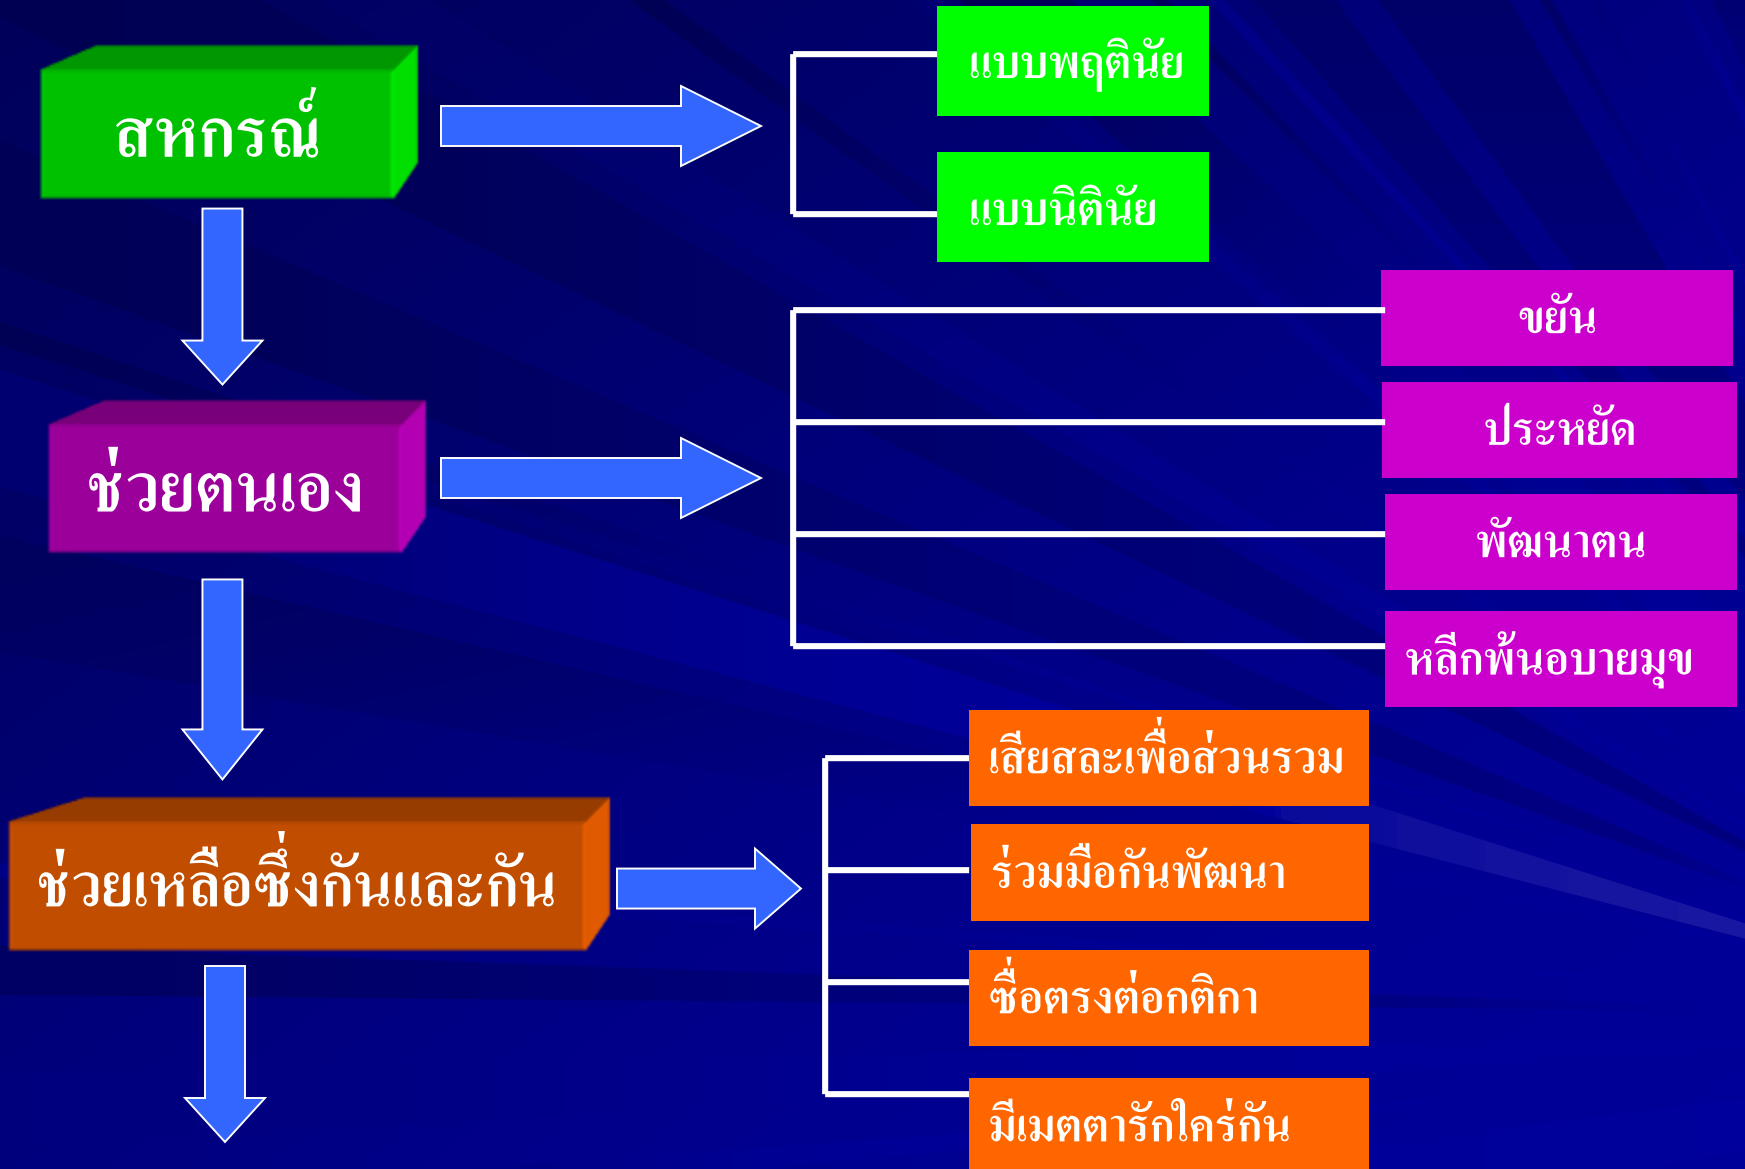 สหกรณ์
แบบพฤตินัย
แบบนิตินัย
ช่วยตนเอง
ขยัน
ประหยัด
พัฒนาตน
หลีกพ้นอบายมุข
ช่วยเหลือซึ่งกันและกัน
เสียสละเพื่อส่วนรวม
ร่วมมือกันพัฒนา
ซื่อตรงต่อกติกา
มีเมตตารักใคร่กัน